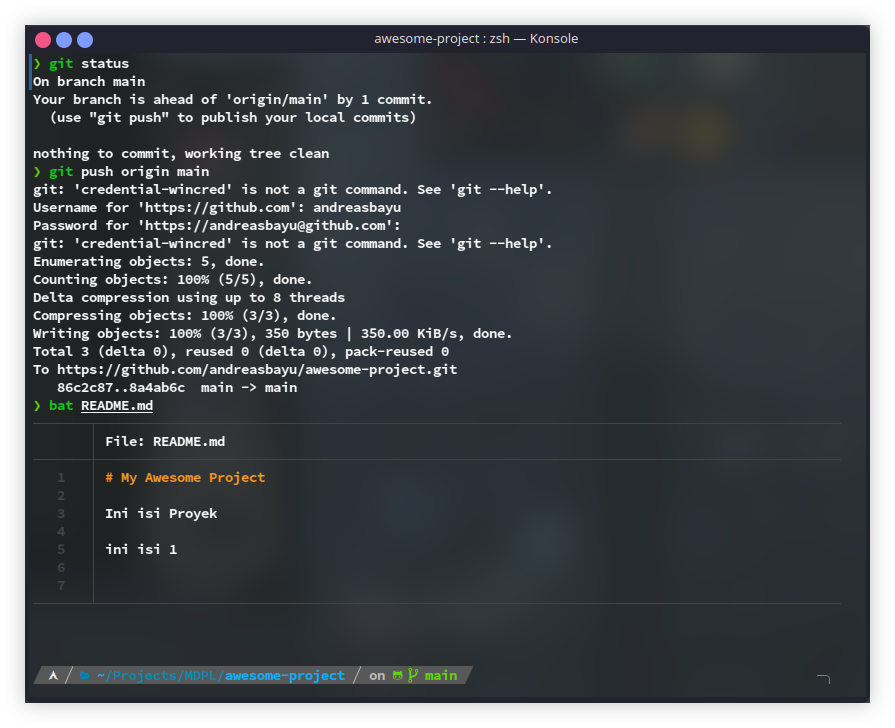 awesome-project : zsh — Konsole
❯ git status
On branch main
Your branch is ahead of 'origin/main' by 1 commit.
  (use "git push" to publish your local commits)

nothing to commit, working tree clean
❯ git push origin main
git: 'credential-wincred' is not a git command. See 'git --help'.
Username for 'https://github.com': andreasbayu
Password for 'https://andreasbayu@github.com':
git: 'credential-wincred' is not a git command. See 'git --help'.
Enumerating objects: 5, done.
Counting objects: 100% (5/5), done.
Delta compression using up to 8 threads
Compressing objects: 100% (3/3), done.
Writing objects: 100% (3/3), 350 bytes | 350.00 KiB/s, done.
Total 3 (delta 0), reused 0 (delta 0), pack-reused 0
To https://github.com/andreasbayu/awesome-project.git
   86c2c87..8a4ab6c  main -> main
❯ bat README.md
File: README.md
1 # My Awesome Project
2
3 Ini isi Proyek
4
5 ini isi 1
6
7
~/Projects/MDPL/awesome-project / on main